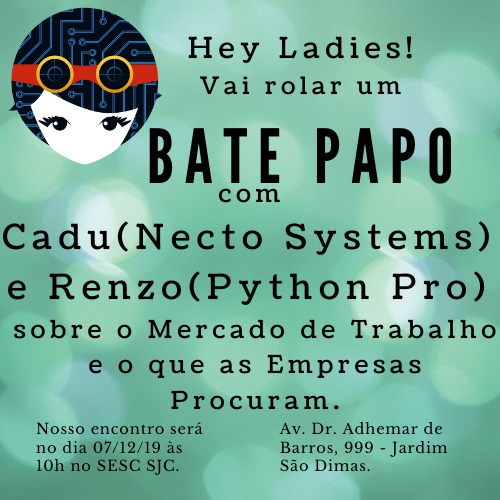 Hey Ladies!
Vai rolar um
BATE PAPO
com
Cadu(Necto Systems)
e Renzo(Python Pro)
sobre o Mercado de Trabalho
e o que as Empresas
Procuram.
Nosso encontro será
no dia 07/12/19 às
10h no SESC SJC.
Av. Dr. Adhemar de
Barros, 999 - Jardim
São Dimas.